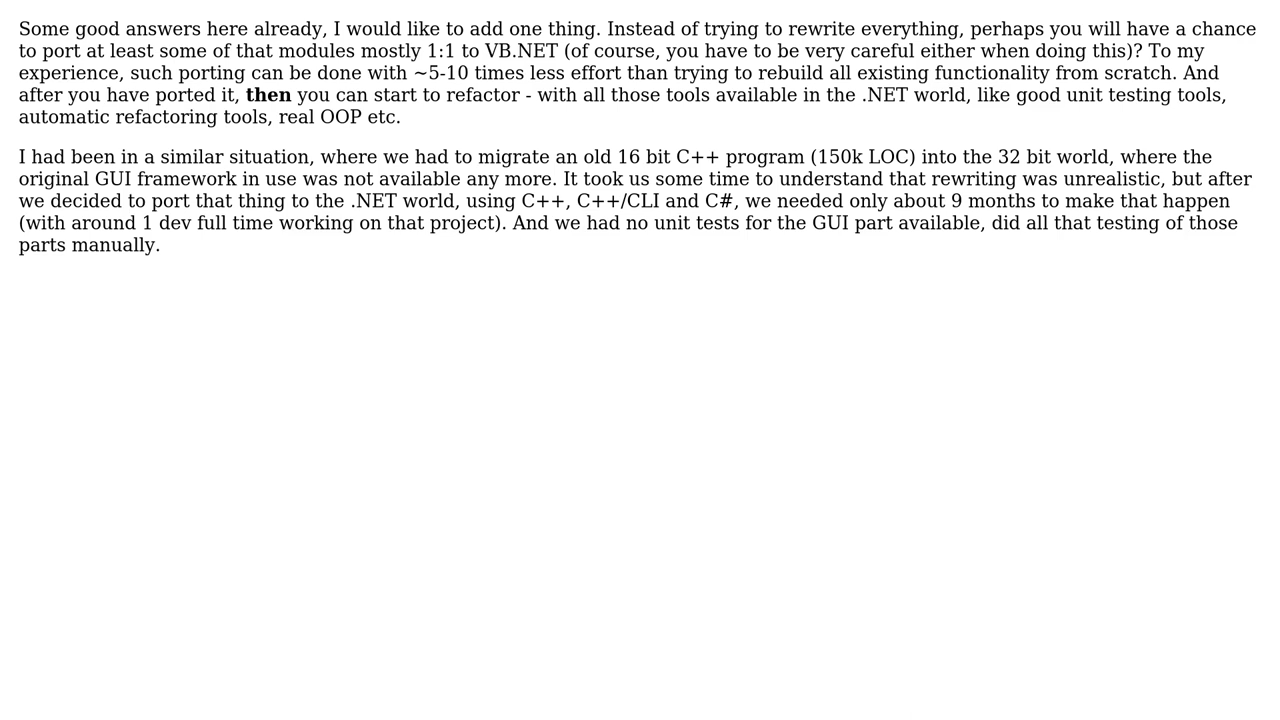 Some good answers here already, I would like to add one thing. Instead of trying to rewrite everything, perhaps you will have a chance
to port at least some of that modules mostly 1:1 to VB.NET (of course, you have to be very careful either when doing this)? To my
experience, such porting can be done with ~5-10 times less effort than trying to rebuild all existing functionality from scratch. And
after you have ported it, then you can start to refactor - with all those tools available in the .NET world, like good unit testing tools,
automatic refactoring tools, real OOP etc.
I had been in a similar situation, where we had to migrate an old 16 bit C++ program (150k LOC) into the 32 bit world, where the
original GUI framework in use was not available any more. It took us some time to understand that rewriting was unrealistic, but after
we decided to port that thing to the .NET world, using C++, C++/CLI and C#, we needed only about 9 months to make that happen
(with around 1 dev full time working on that project). And we had no unit tests for the GUI part available, did all that testing of those
parts manually.